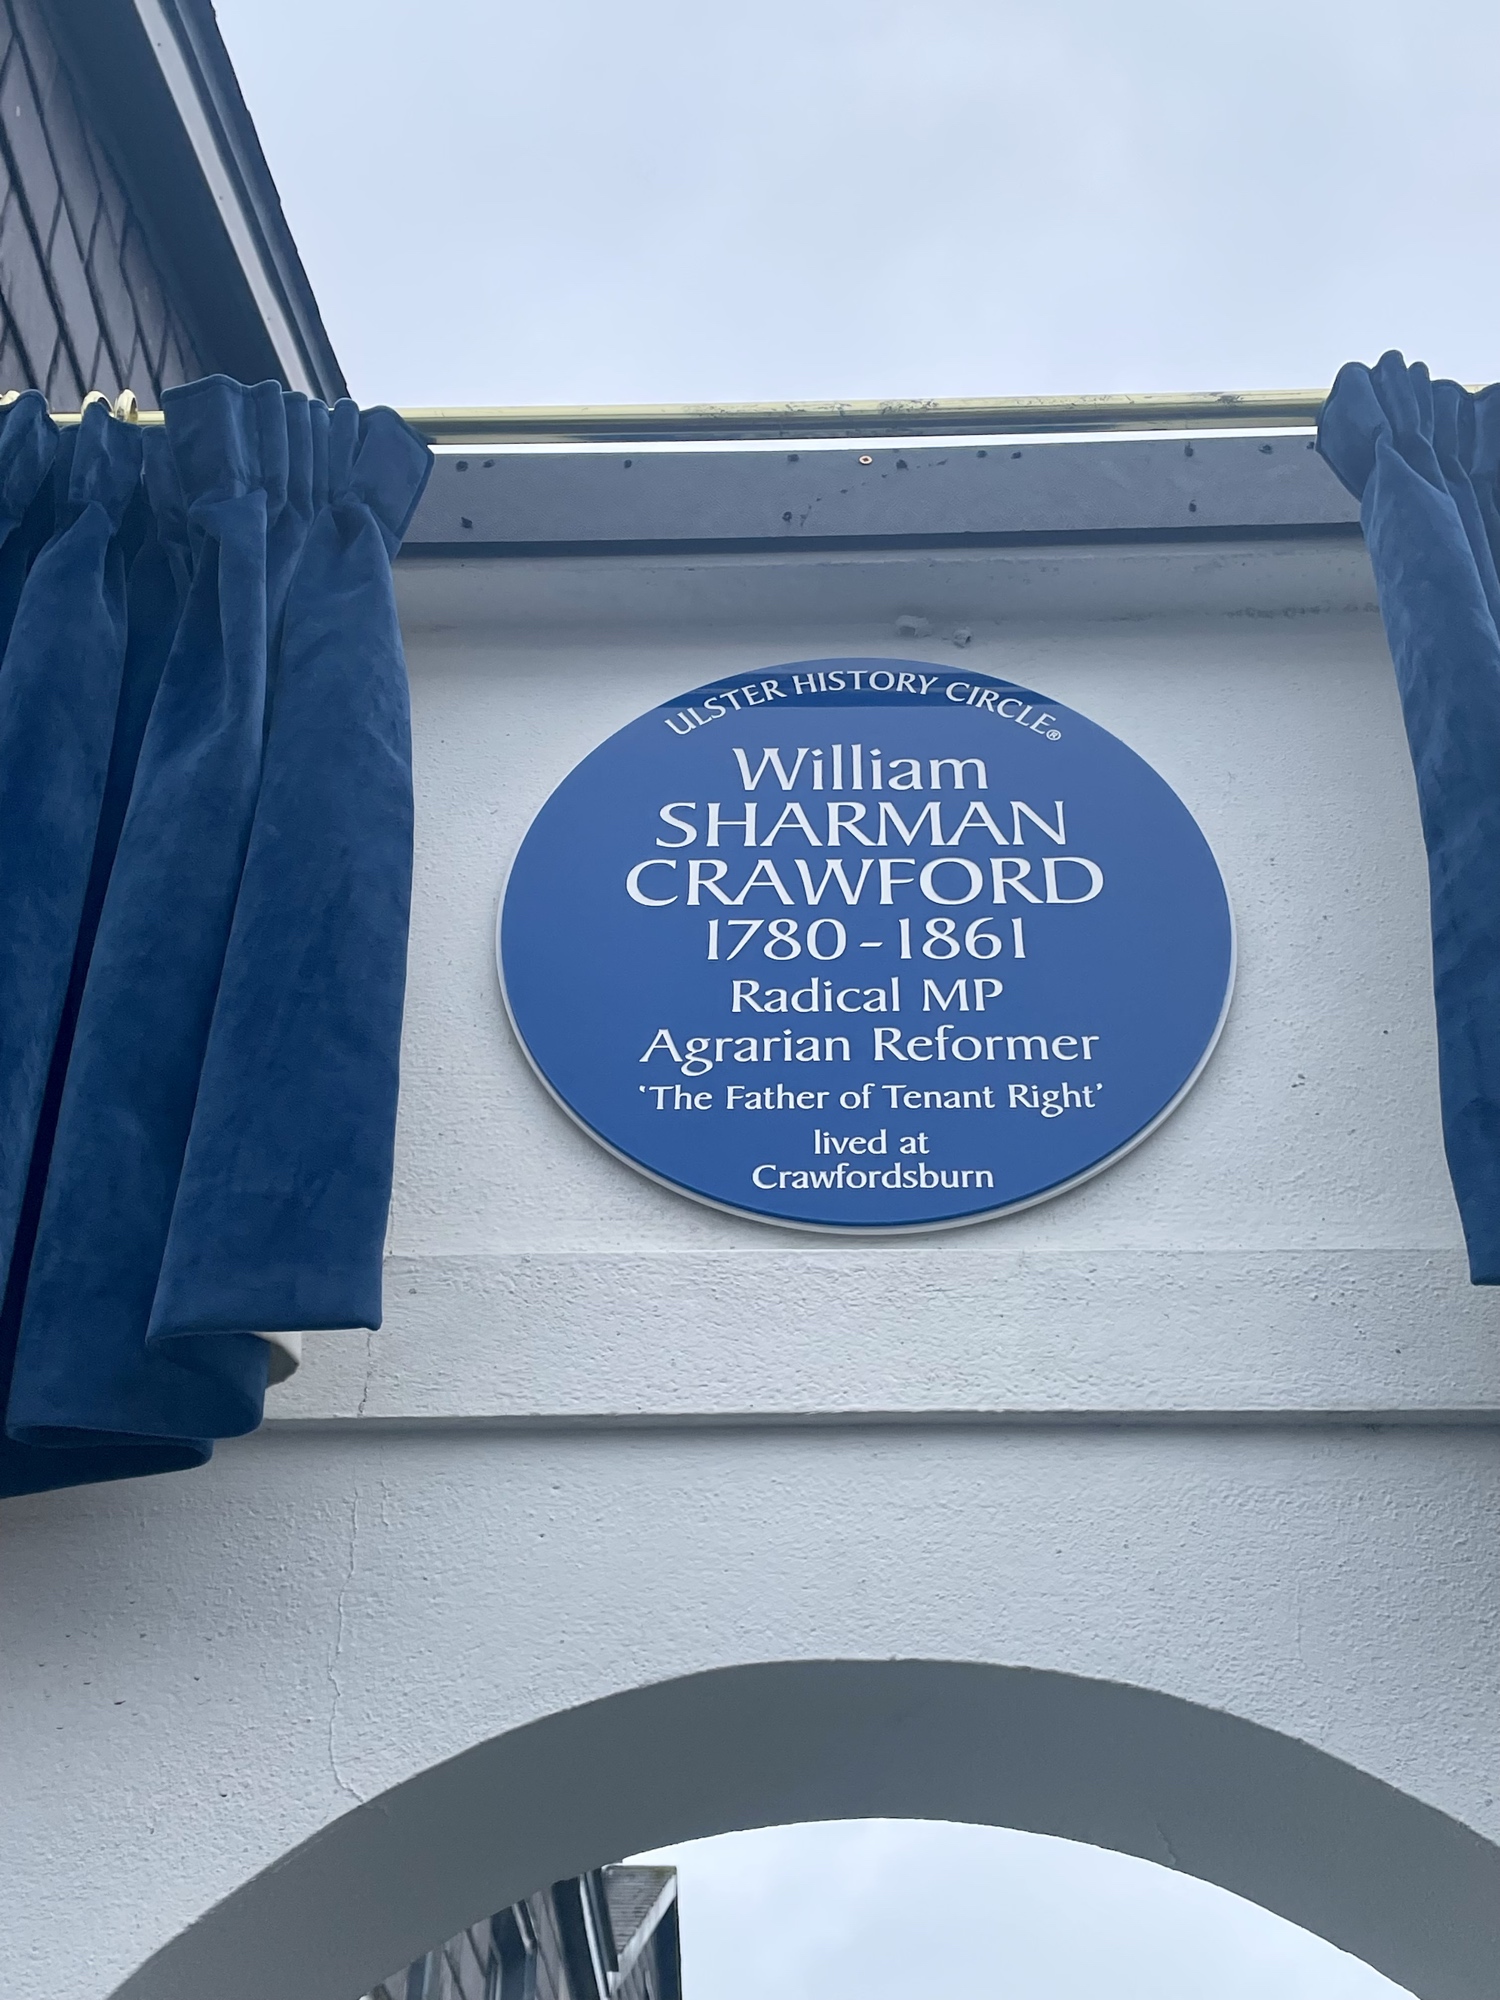 ULSTER HISTORY CIRCLE®
William
SHARMAN
CRAWFORD
1780-1861
Radical MP
Agrarian Reformer
‘The Father of Tenant Right’
lived at
Crawfordsburn